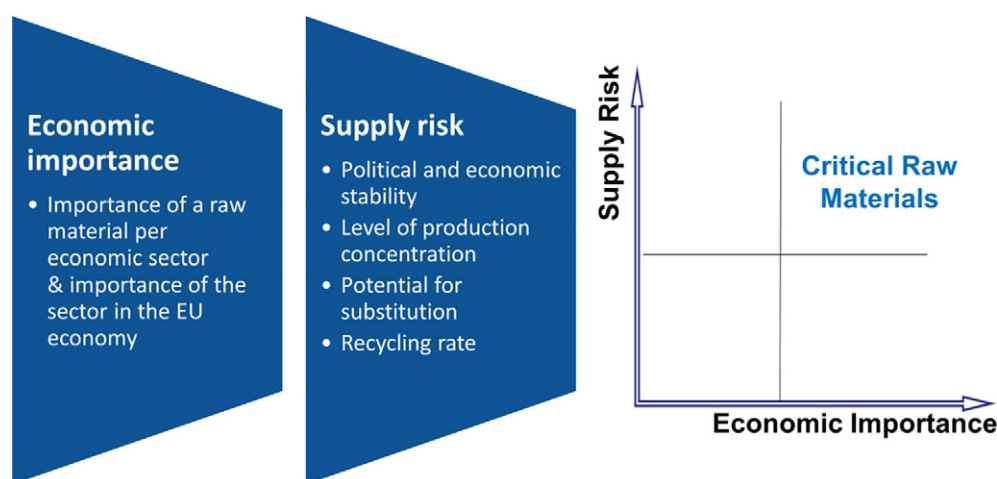 Economic
importance
• Importance of a raw
material per
economic sector
& importance of the
sector in the EU
economy
Supply risk
• Political and economic
stability
• Level of production
concentration
• Potential for
substitution
• Recycling rate
Supply Risk
Critical Raw
Materials
Economic Importance